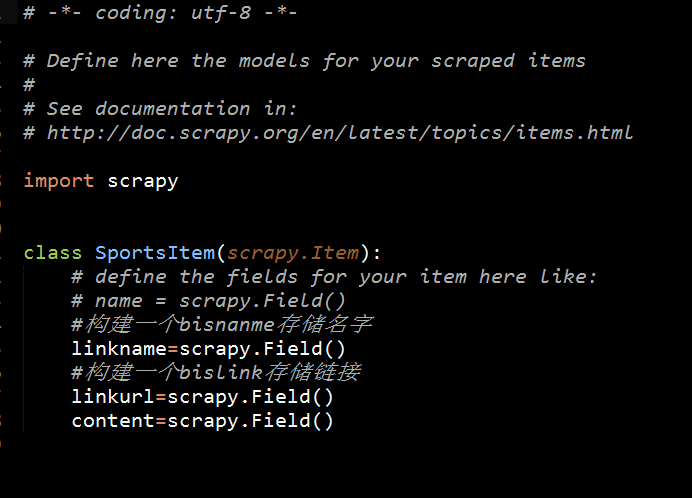 # -*- coding: utf-8 -*-
# Define here the models for your scraped items
#
# See documentation in:
# http://doc.scrapy.org/en/latest/topics/items.html
import scrapy
class SportsItem(scrapy.Item):
# define the fields for your item here like:
# name = scrapy.Field()
#构建一个bisnanme存储名字
linkname=scrapy.Field()
#构建一个bislink存储链接
linkurl=scrapy.Field()
content=scrapy.Field()